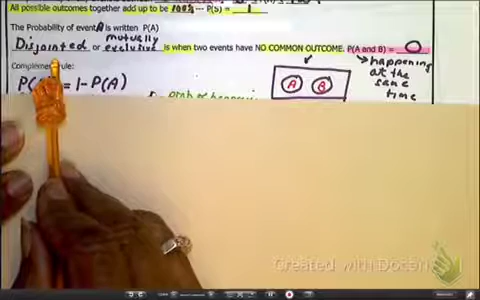 All possible outcomes together add up to be 100% --- P(S) = 1
The Probability of event A is written P(A)
Disjointed or mutually exclusive is when two events have NO COMMON OUTCOME. P(A and B) = 0
happening
at the
same
time
A B
Complement rule:
= 1 - P(A)
Created with Doceri